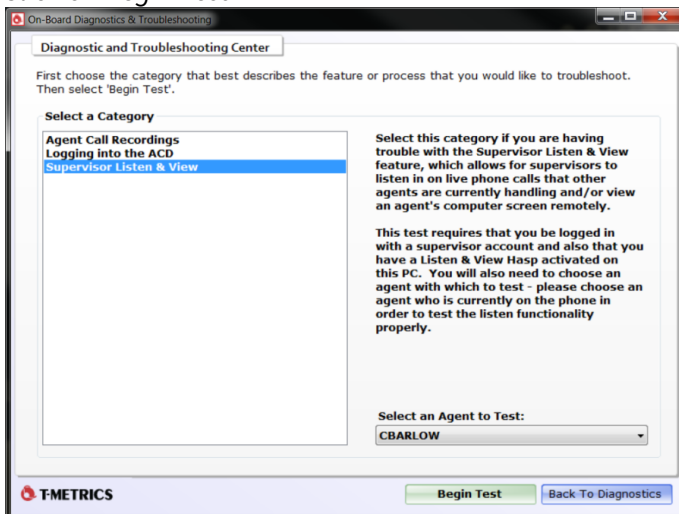 On-Board Diagnostics & Troubleshooting
Diagnostic and Troubleshooting Center
First choose the category that best describes the feature or process that you would like to troubleshoot.
Then select 'Begin Test'.
Select a Category
Agent Call Recordings
Logging into the ACD
Supervisor Listen & View
Select this category if you are having
trouble with the Supervisor Listen & View
feature, which allows for supervisors to
listen in on live phone calls that other
agents are currently handling and/or view
an agent's computer screen remotely.
This test requires that you be logged in
with a supervisor account and also that you
have a Listen & View Hasp activated on
this PC. You will also need to choose an
agent with which to test - please choose an
agent who is currently on the phone in
order to test the listen functionality
properly.
Select an Agent to Test:
CBARLOW
T-METRICS
Begin Test
Back To Diagnostics